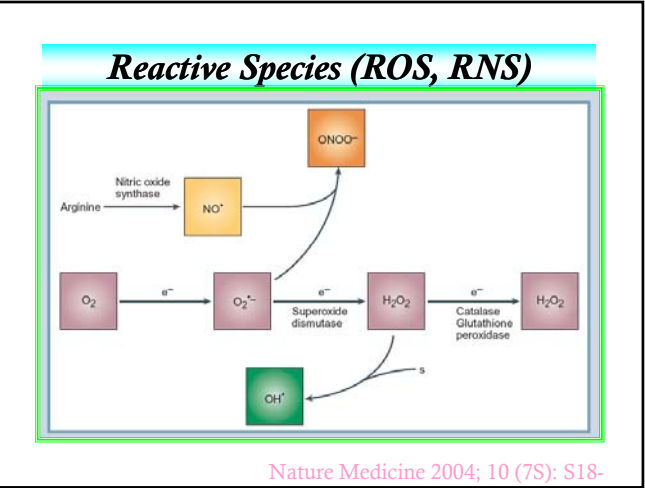 Reactive Species (ROS, RNS)
ONOO⁻
Nitric oxide
synthase
Arginine
NO•
O₂
e⁻
O₂•⁻
e⁻
Superoxide
dismutase
H₂O₂
e⁻
Catalase
Glutathione
peroxidase
H₂O₂
s
OH•
Nature Medicine 2004; 10 (7S): S18-